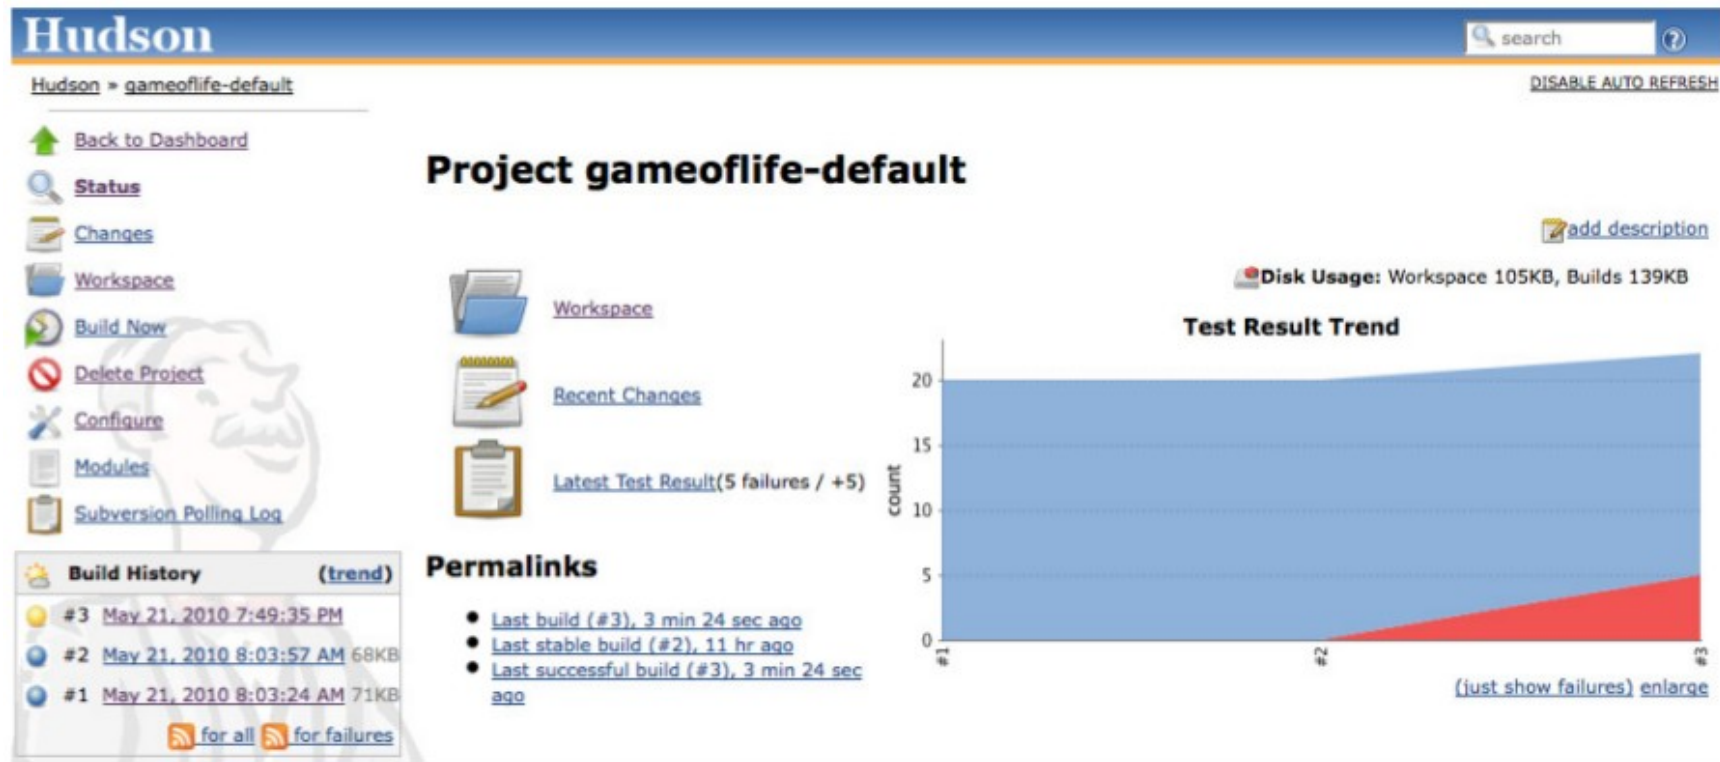 Hudson
search
Hudson » gameoflife-default
DISABLE AUTO REFRESH
Back to Dashboard
Status
Changes
Workspace
Build Now
Delete Project
Configure
Modules
Subversion Polling Log
Build History (trend)
#3 May 21, 2010 7:49:35 PM
#2 May 21, 2010 8:03:57 AM 68KB
#1 May 21, 2010 8:03:24 AM 71KB
for all for failures
Project gameoflife-default
add description
Disk Usage: Workspace 105KB, Builds 139KB
Workspace
Recent Changes
Latest Test Result(5 failures / +5)
Permalinks
Last build (#3), 3 min 24 sec ago
Last stable build (#2), 11 hr ago
Last successful build (#3), 3 min 24 sec
ago
Test Result Trend
count
20
15
10
5
0
#1
#2
#3
(just show failures) enlarge